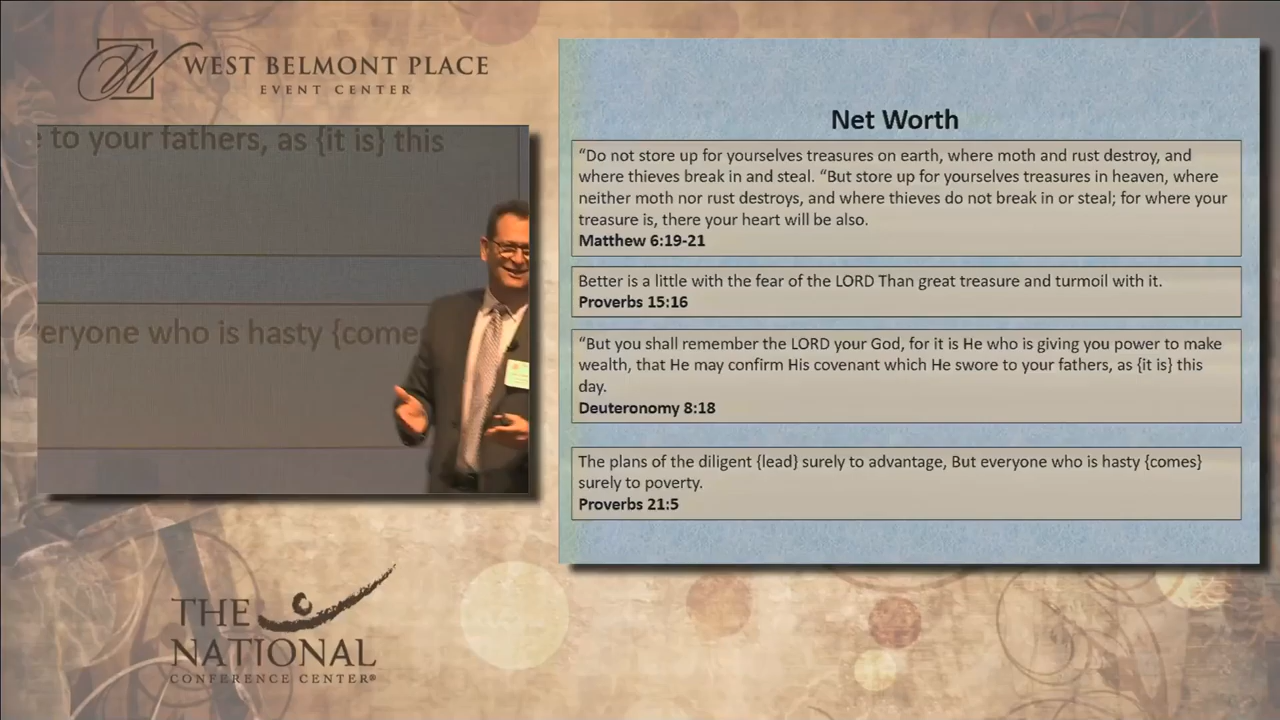 WEST BELMONT PLACE
EVENT CENTER
to your fathers, as {it is} this
everyone who is hasty {comes
THE
NATIONAL
CONFERENCE CENTER®
Net Worth
“Do not store up for yourselves treasures on earth, where moth and rust destroy, and
where thieves break in and steal. “But store up for yourselves treasures in heaven, where
neither moth nor rust destroys, and where thieves do not break in or steal; for where your
treasure is, there your heart will be also.
Matthew 6:19-21
Better is a little with the fear of the LORD Than great treasure and turmoil with it.
Proverbs 15:16
“But you shall remember the LORD your God, for it is He who is giving you power to make
wealth, that He may confirm His covenant which He swore to your fathers, as {it is} this
day.
Deuteronomy 8:18
The plans of the diligent {lead} surely to advantage, But everyone who is hasty {comes}
surely to poverty.
Proverbs 21:5